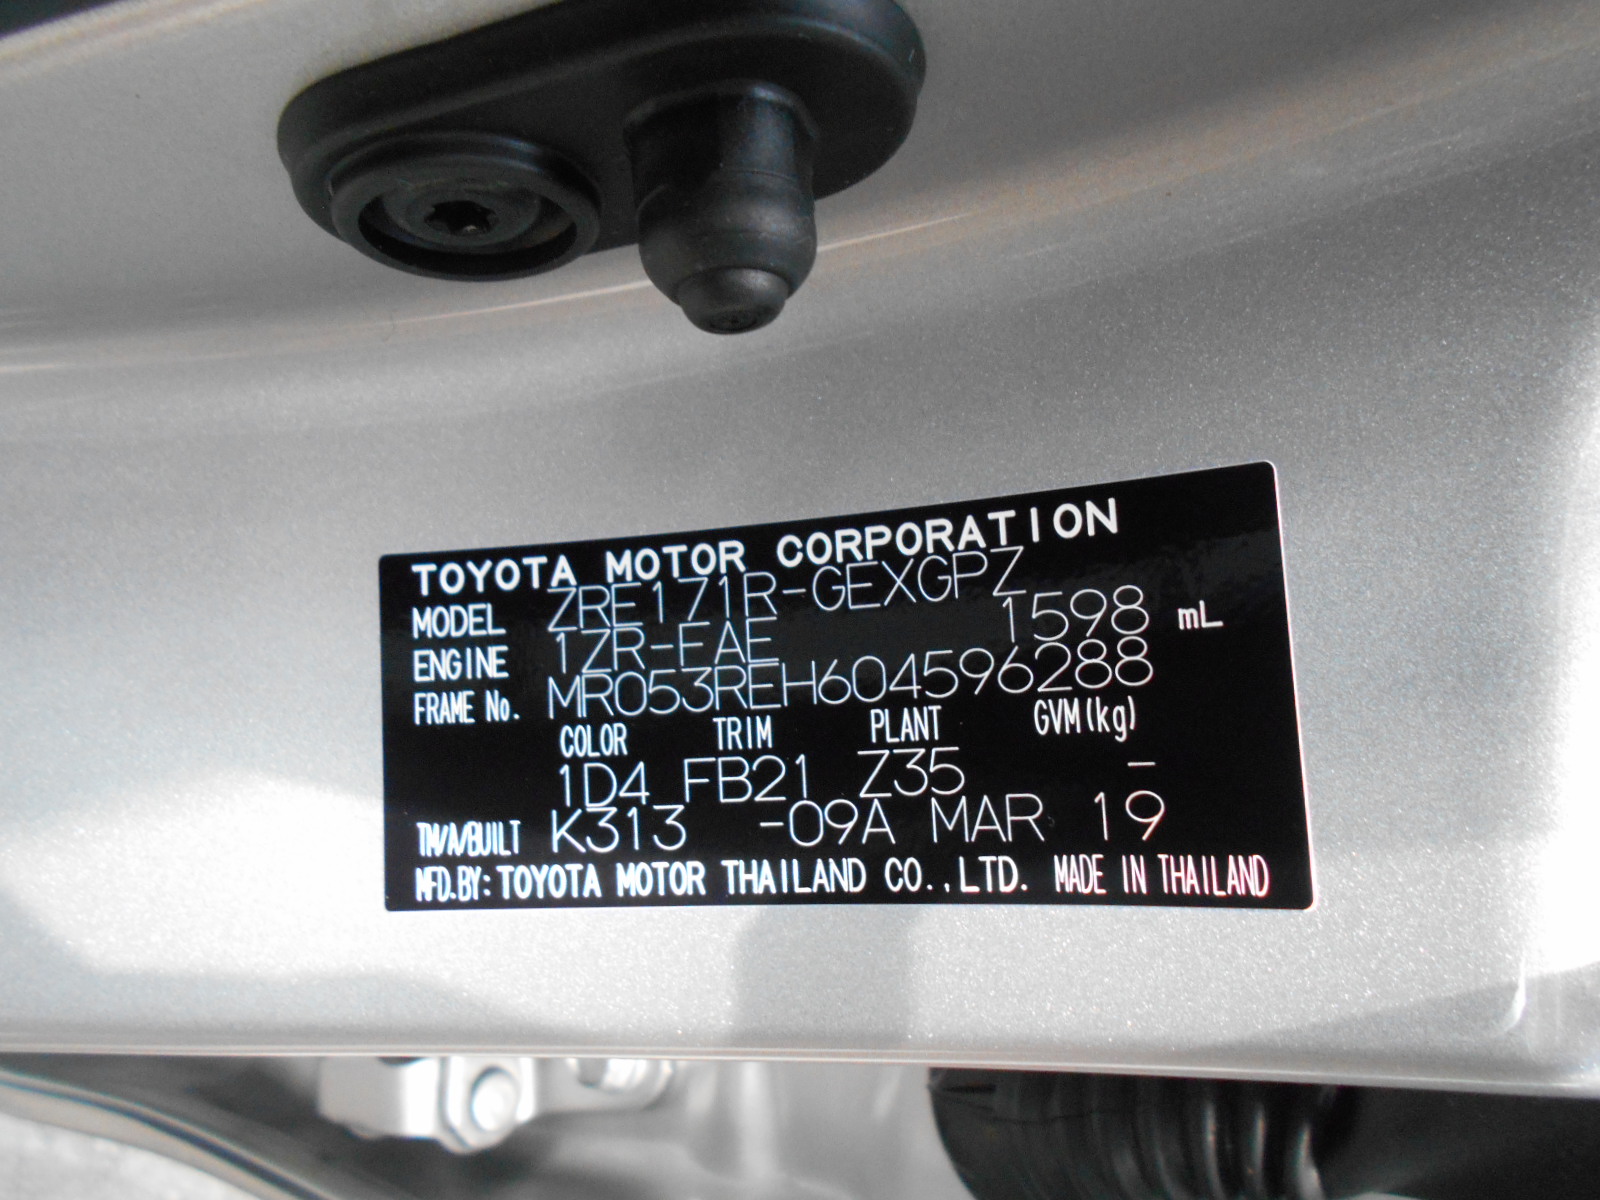 TOYOTA MOTOR CORPORATION
MODEL ZRE171R-GEXGPZ
ENGINE 1ZR-FAE 1598 mL
FRAME No. MR053REH604596288
COLOR TRIM PLANT GVM(kg)
1D4 FB21 Z35 -
TM/A/BUILT K313 -09A MAR 19
MFD.BY:TOYOTA MOTOR THAILAND CO.,LTD. MADE IN THAILAND